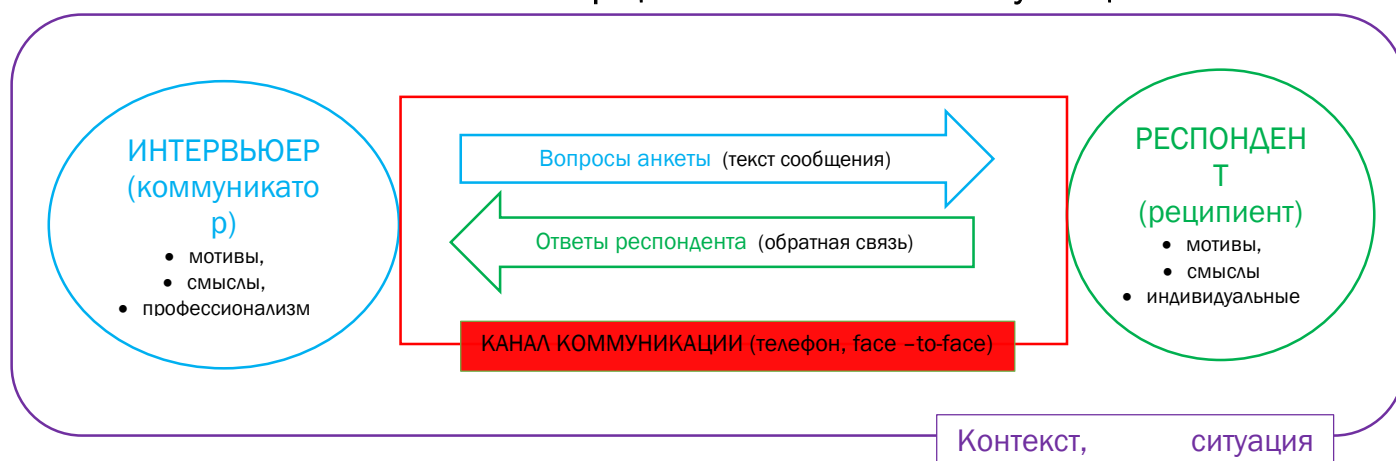 ИНТЕРВЬЮЕР
(коммуникато
р)
• мотивы,
• смыслы,
• профессионализм
Вопросы анкеты (текст сообщения)
Ответы респондента (обратная связь)
КАНАЛ КОММУНИКАЦИИ (телефон, face –to-face)
РЕСПОНДЕН
Т
(реципиент)
• мотивы,
• смыслы
• индивидуальные
Контекст, ситуация